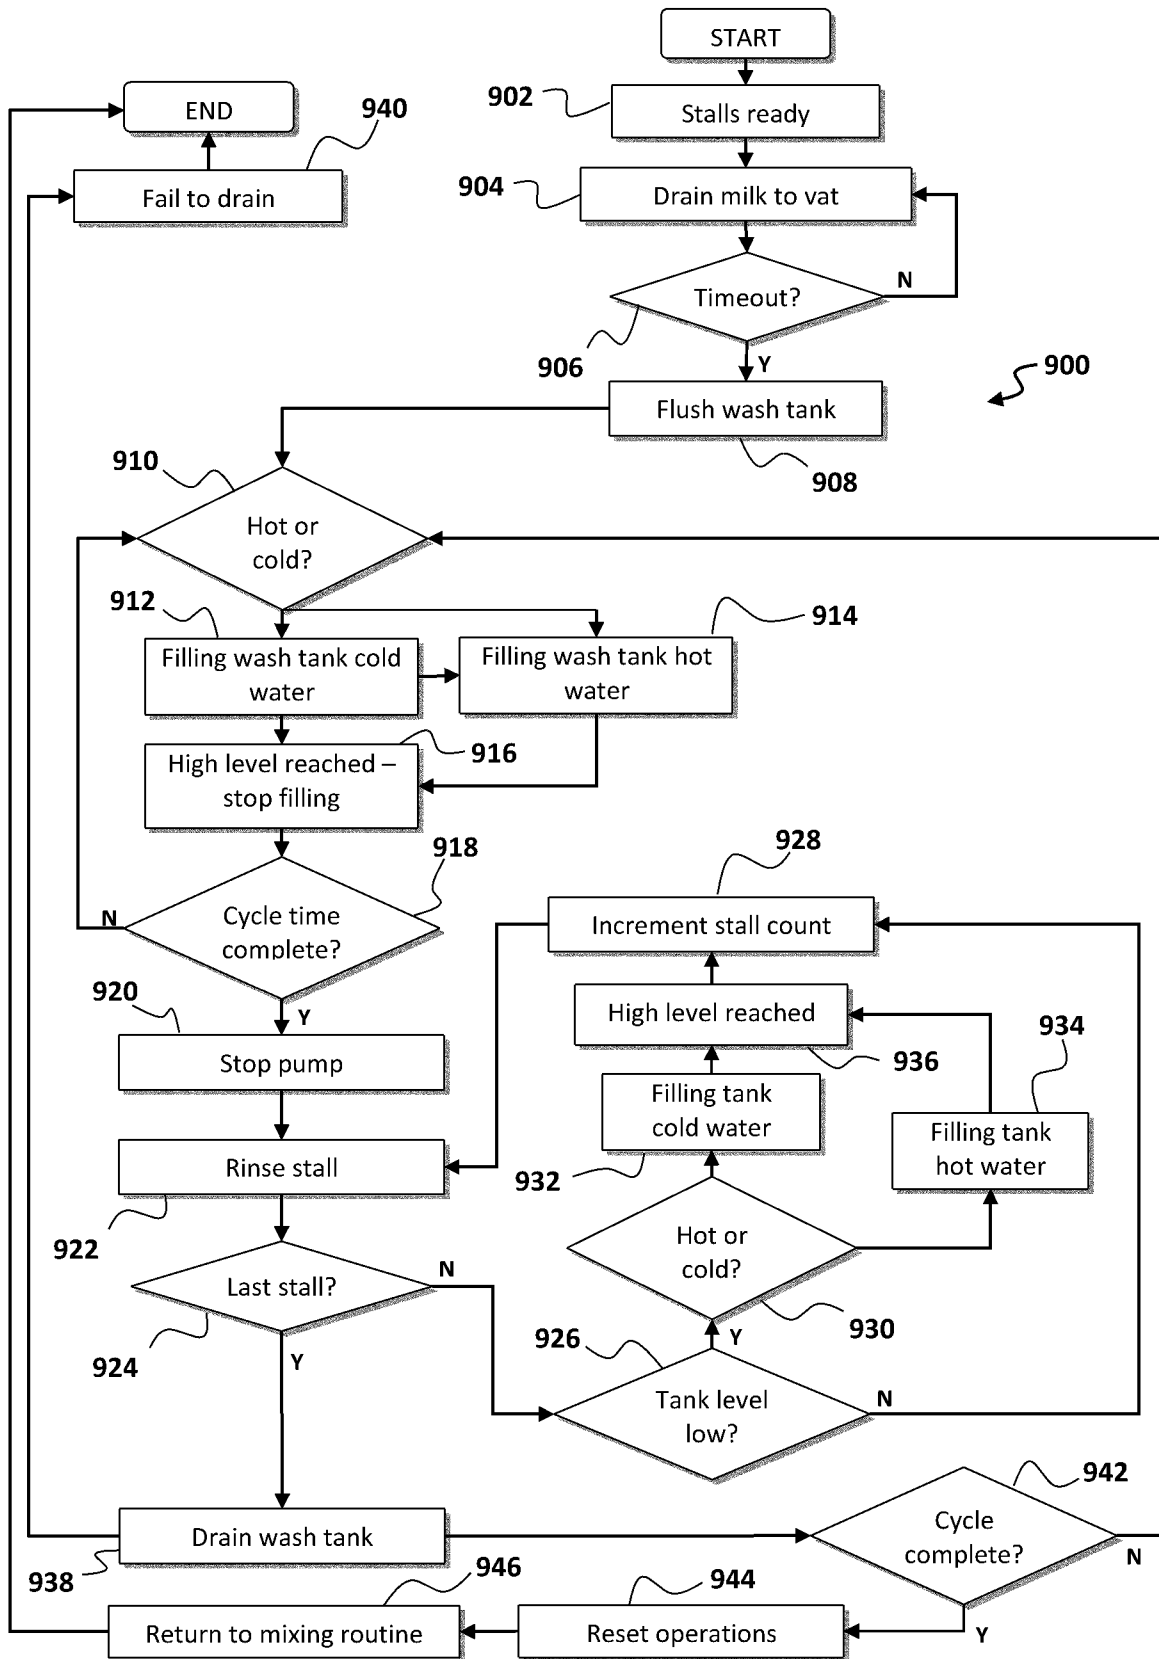 START
902
Stalls ready
END
940
904
Drain milk to vat
Fail to drain
Timeout?
N
906
Y
900
Flush wash tank
908
910
Hot or
cold?
912
914
Filling wash tank cold
water
Filling wash tank hot
water
916
High level reached –
stop filling
918
928
N
Cycle time
complete?
Increment stall count
920
Y
High level reached
934
Stop pump
936
Filling tank
cold water
Filling tank
hot water
Rinse stall
932
922
Hot or
cold?
Last stall?
N
930
924
Y
926
Y
Tank level
low?
N
942
Drain wash tank
Cycle
complete?
N
938
946
944
Return to mixing routine
Reset operations
Y